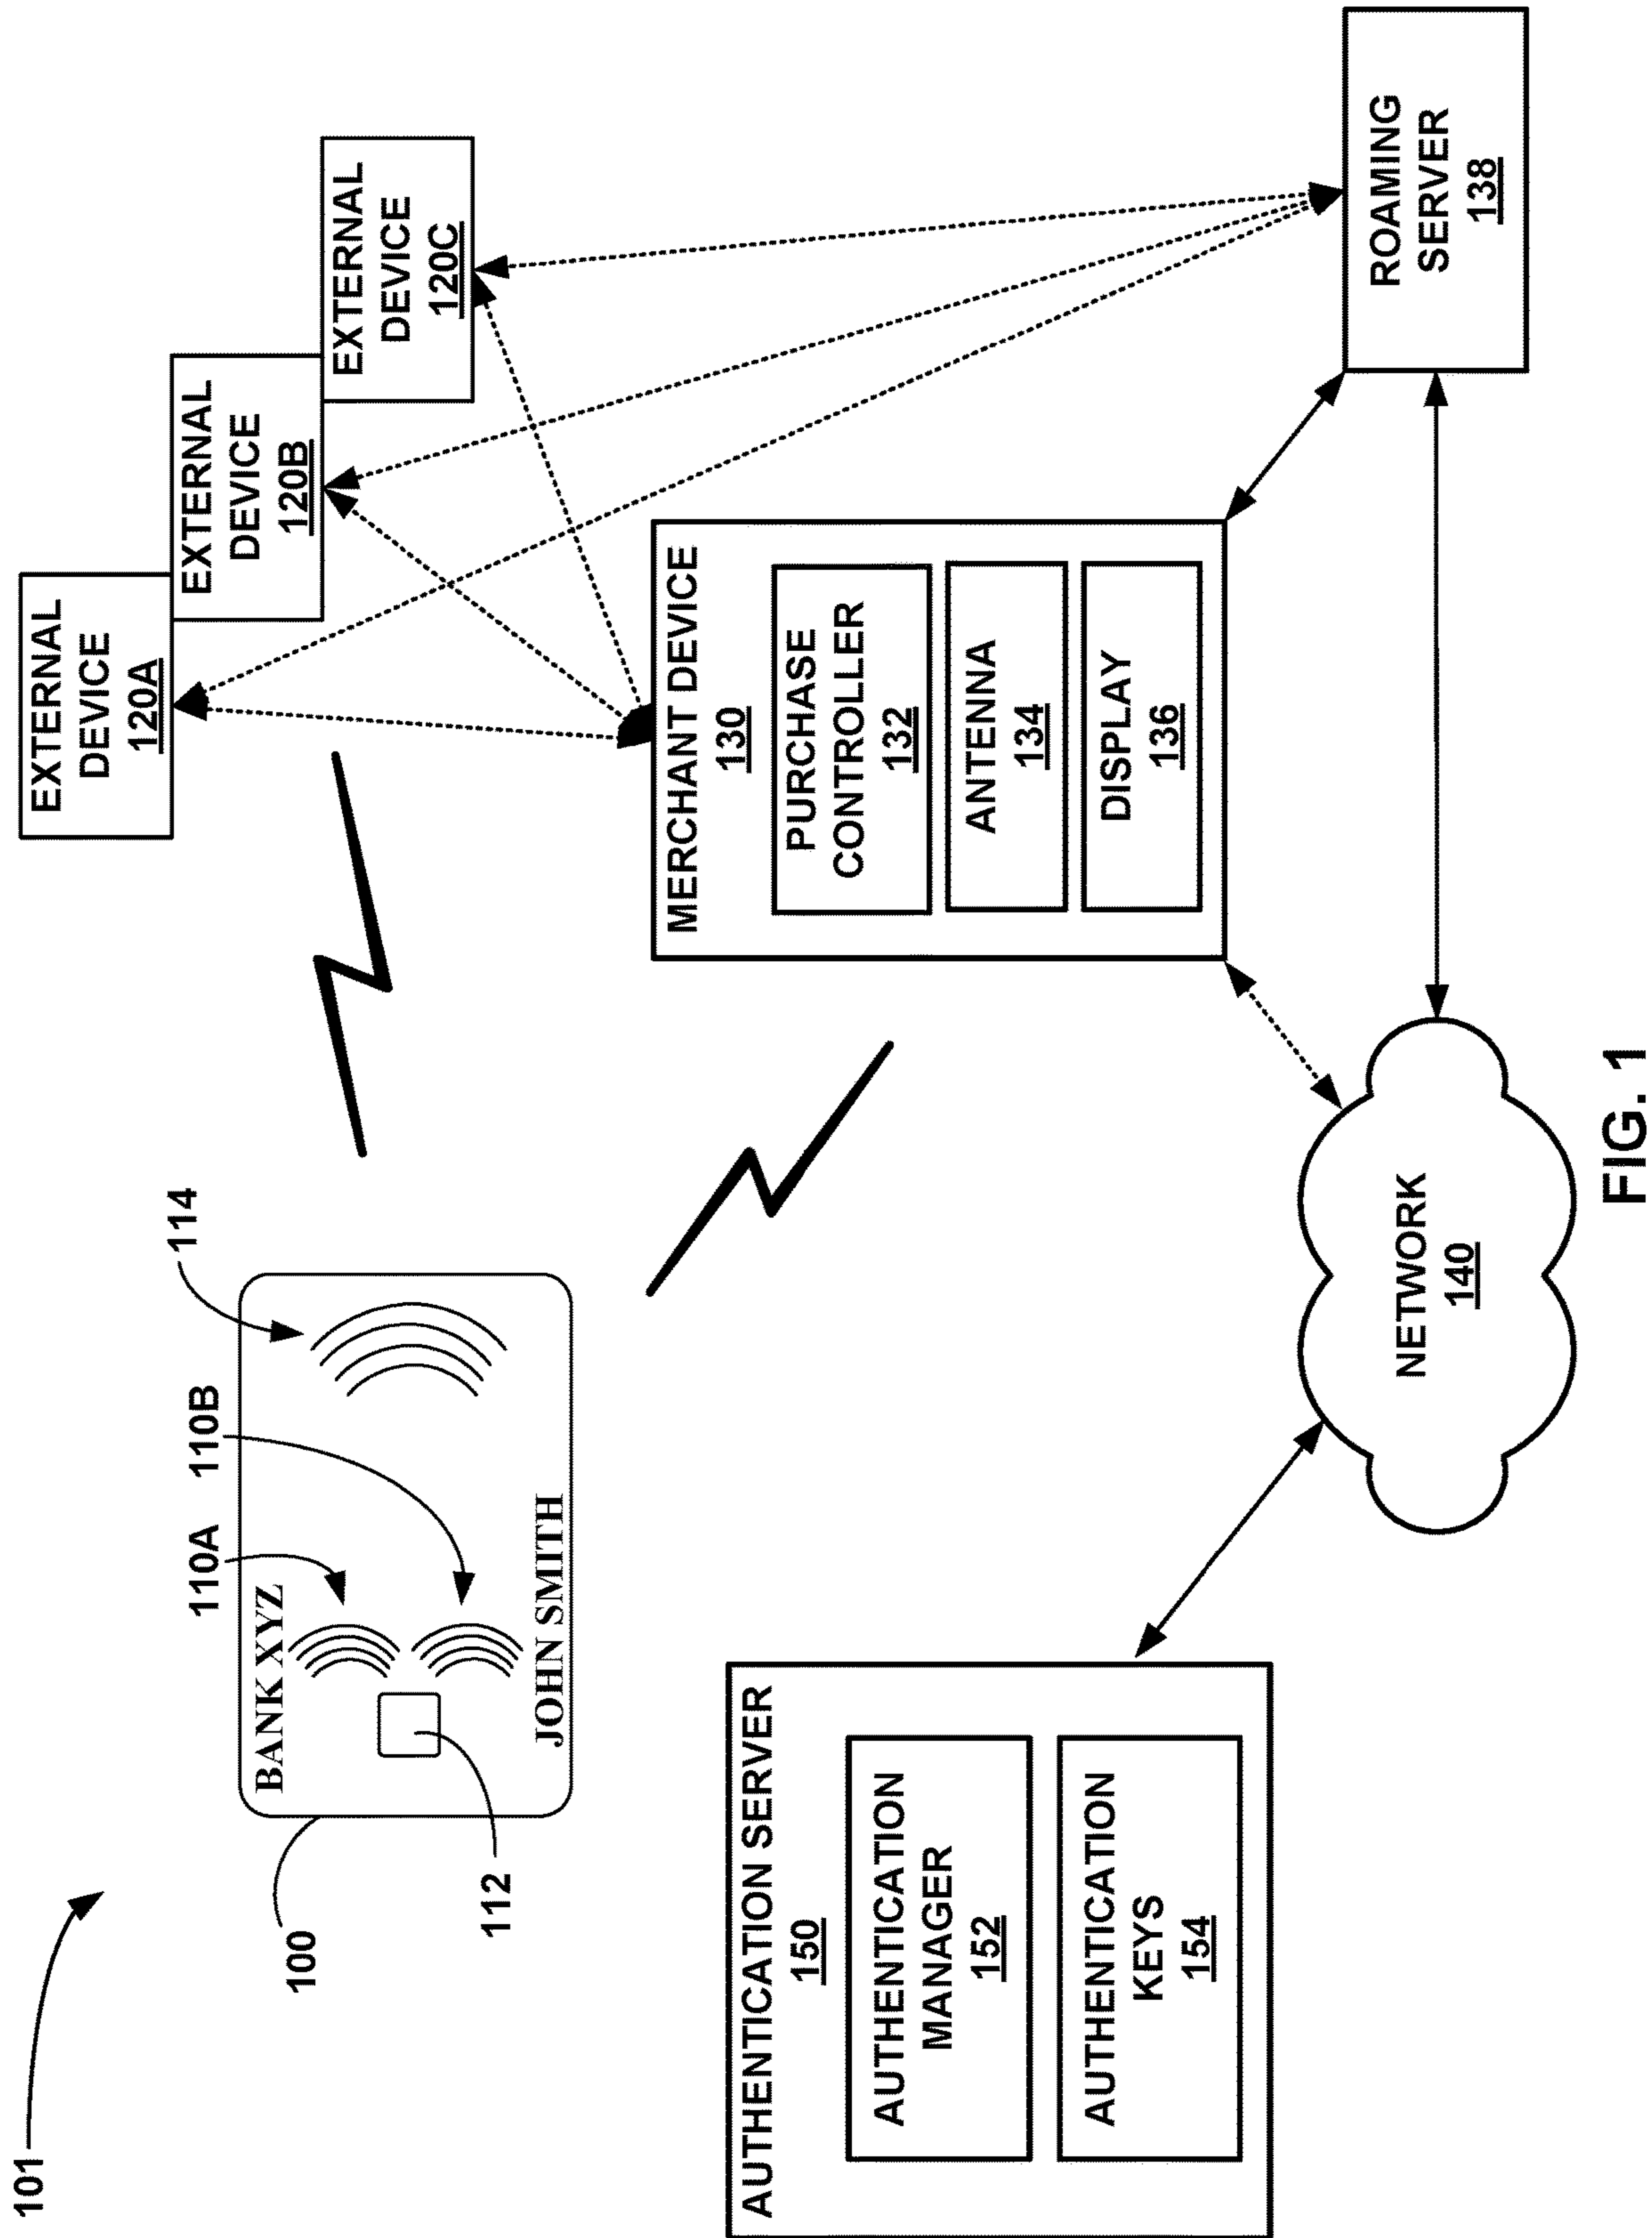 101
100
BANK XYZ
JOHN SMITH
110A
110B
114
112
EXTERNAL
DEVICE
120A
EXTERNAL
DEVICE
120B
EXTERNAL
DEVICE
120C
AUTHENTICATION SERVER
150
AUTHENTICATION
MANAGER
152
AUTHENTICATION
KEYS
154
MERCHANT DEVICE
130
PURCHASE
CONTROLLER
132
ANTENNA
134
DISPLAY
136
NETWORK
140
ROAMING
SERVER
138
FIG. 1